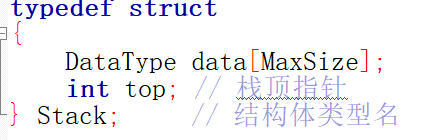 typedef struct
{
DataType data[MaxSize];
int top; // 栈顶指针
} Stack; // 结构体类型名